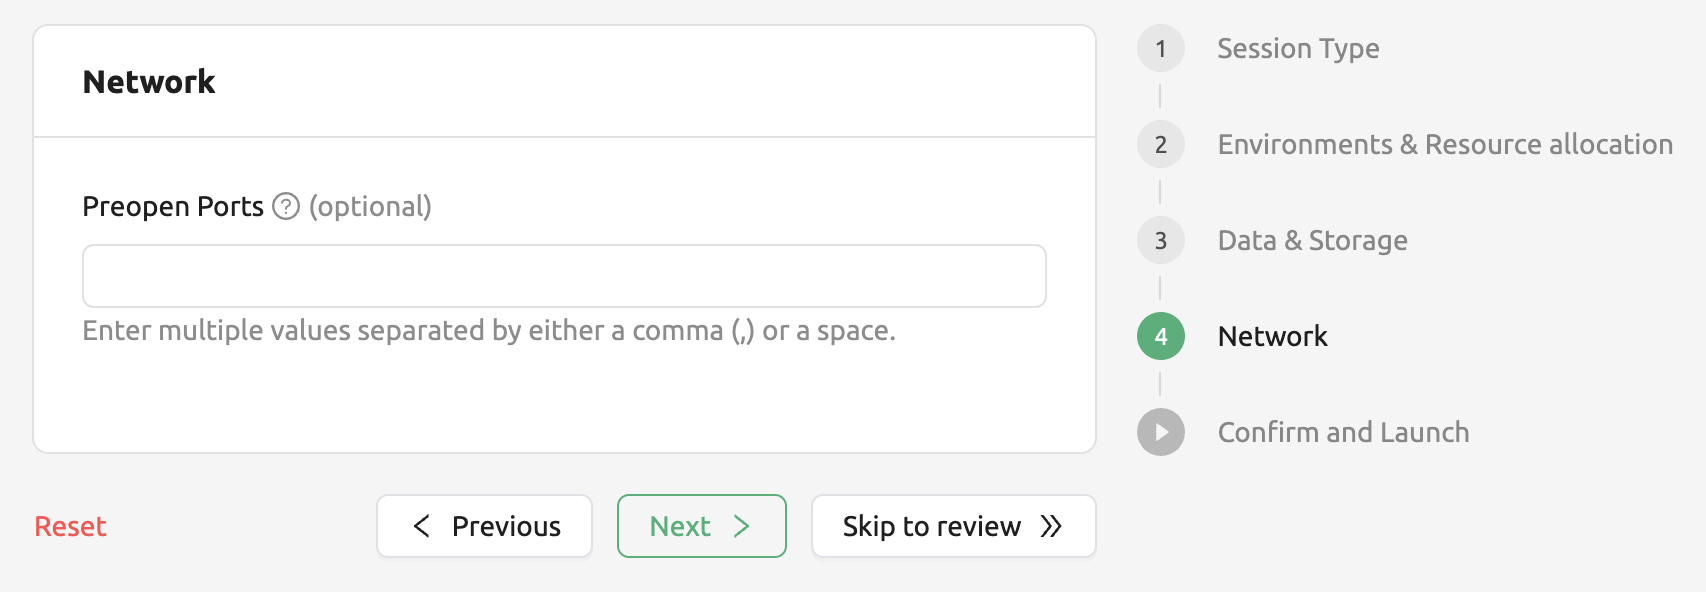 Network
Preopen Ports ? (optional)
Enter multiple values separated by either a comma (,) or a space.
Reset
Previous
Next
Skip to review
1 Session Type
2 Environments & Resource allocation
3 Data & Storage
4 Network
Confirm and Launch